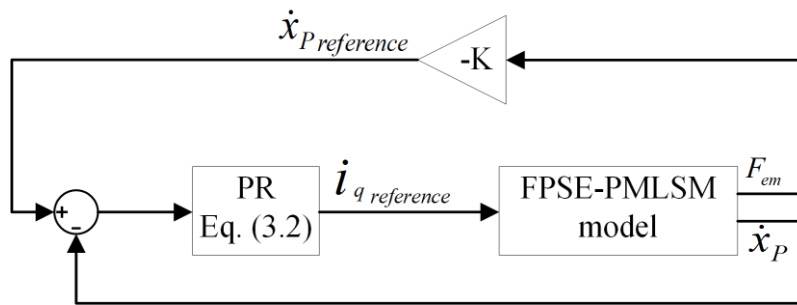 ẋ_P reference
-K
+
-
PR
Eq. (3.2)
i_q reference
FPSE-PMLSM
model
F_em
ẋ_P